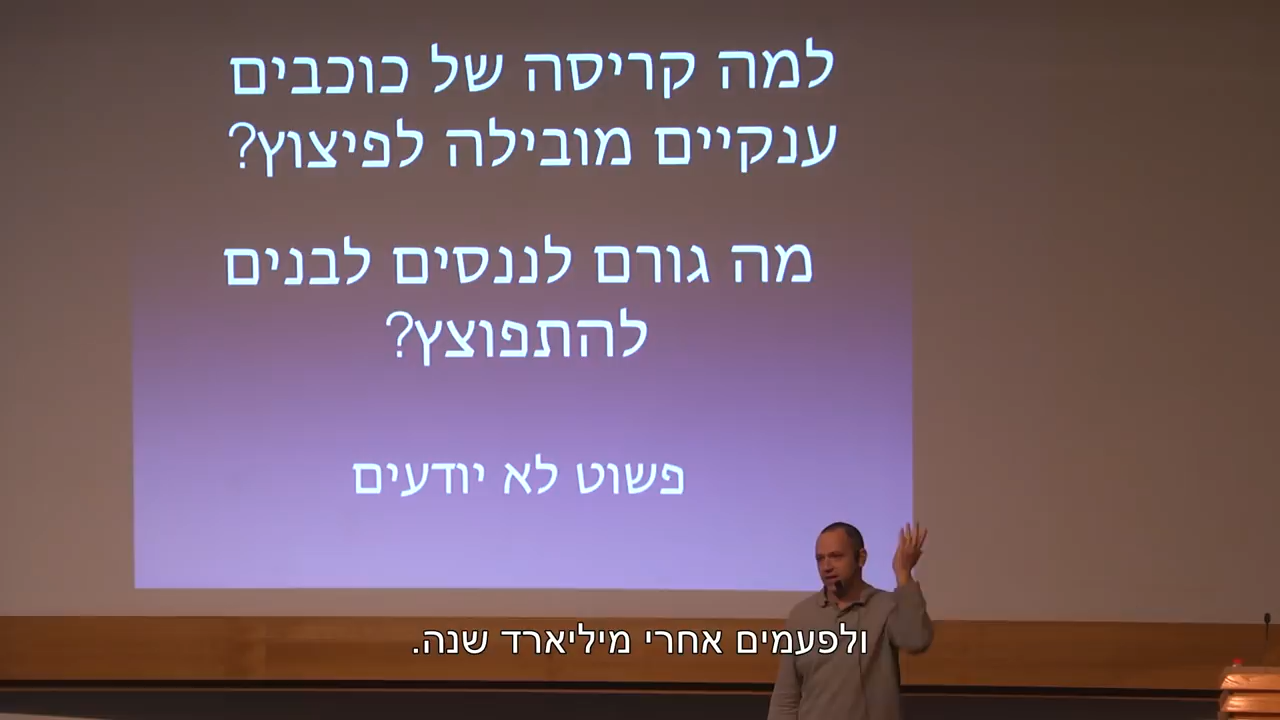 למה קריסה של כוכבים
ענקיים מובילה לפיצוץ?
מה גורם לננסים לבנים
להתפוצץ?
פשוט לא יודעים
ולפעמים אחרי מיליארד שנה.